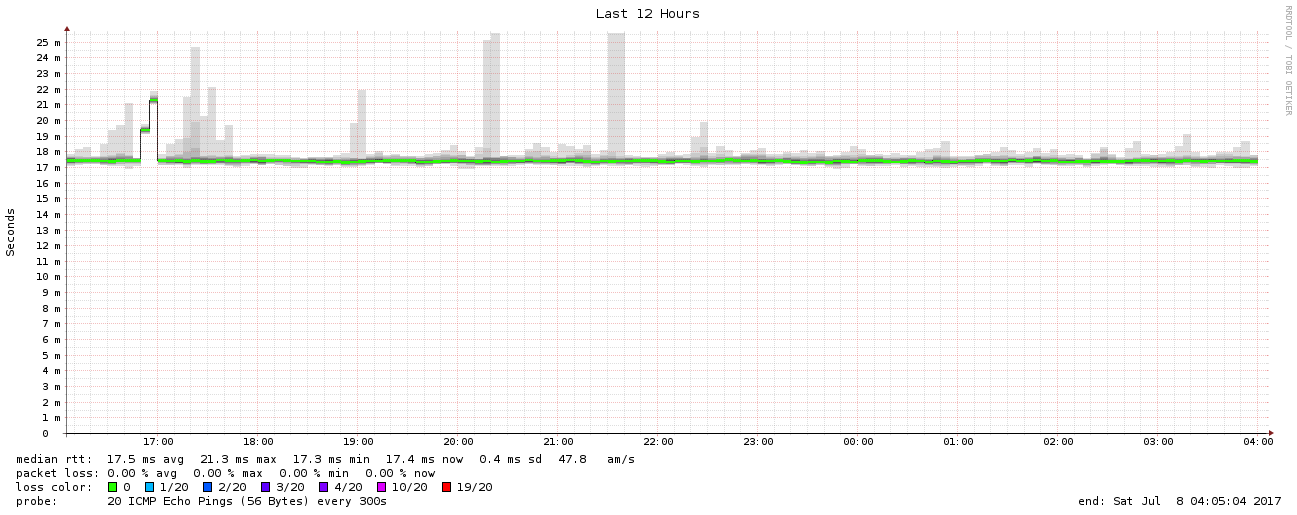 Last 12 Hours
RRDTOOL / TOBI OETIKER
Seconds
25 m
24 m
23 m
22 m
21 m
20 m
19 m
18 m
17 m
16 m
15 m
14 m
13 m
12 m
11 m
10 m
9 m
8 m
7 m
6 m
5 m
4 m
3 m
2 m
1 m
0
17:00 18:00 19:00 20:00 21:00 22:00 23:00 00:00 01:00 02:00 03:00 04:00
median rtt: 17.5 ms avg 21.3 ms max 17.3 ms min 17.4 ms now 0.4 ms sd 47.8 am/s
packet loss: 0.00 % avg 0.00 % max 0.00 % min 0.00 % now
loss color: 0 1/20 2/20 3/20 4/20 10/20 19/20
probe: 20 ICMP Echo Pings (56 Bytes) every 300s end: Sat Jul 8 04:05:04 2017